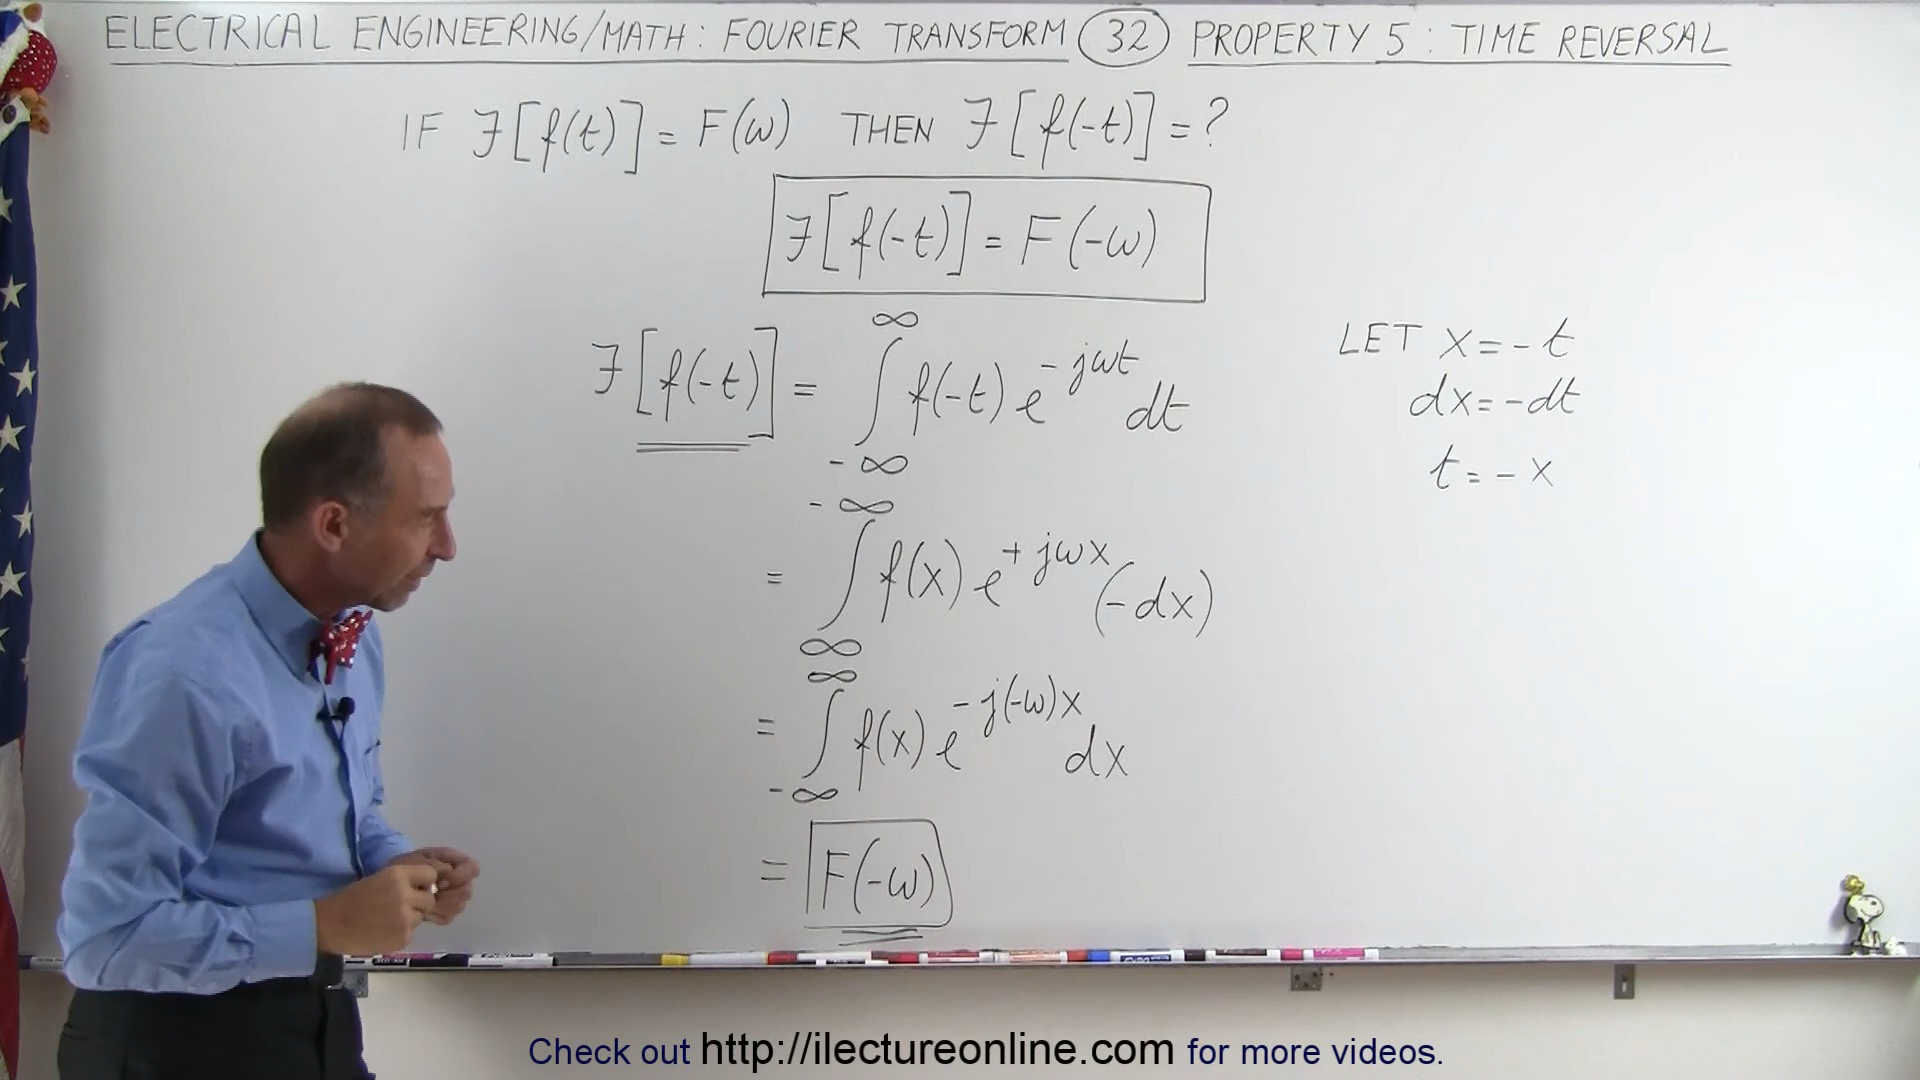 ELECTRICAL ENGINEERING/MATH: FOURIER TRANSFORM 32 PROPERTY 5: TIME REVERSAL
IF ℱ[f(t)] = F(ω) THEN ℱ[f(-t)] = ?
ℱ[f(-t)] = F(-ω)
ℱ[f(-t)] = ∫_{-∞}^{∞} f(-t) e^{-jωt} dt
LET x = -t
dx = -dt
t = -x
= ∫_{∞}^{-∞} f(x) e^{+jωx} (-dx)
= ∫_{-∞}^{∞} f(x) e^{-j(-ω)x} dx
= F(-ω)
Check out http://ilectureonline.com for more videos.